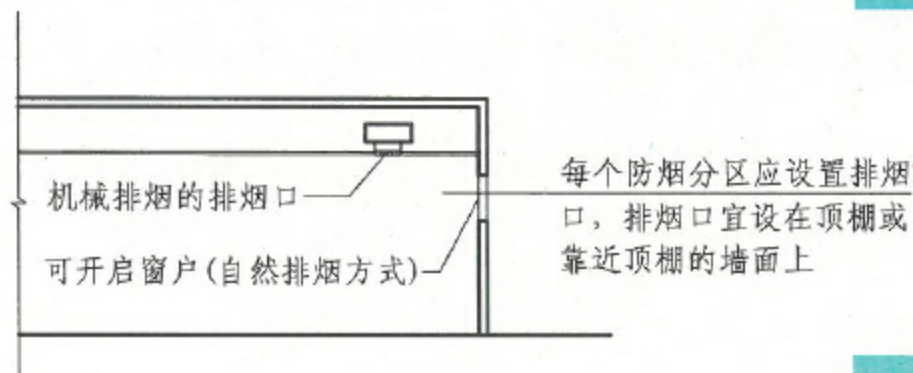 机械排烟的排烟口
可开启窗户(自然排烟方式)
每个防烟分区应设置排烟
口，排烟口宜设在顶棚或
靠近顶棚的墙面上